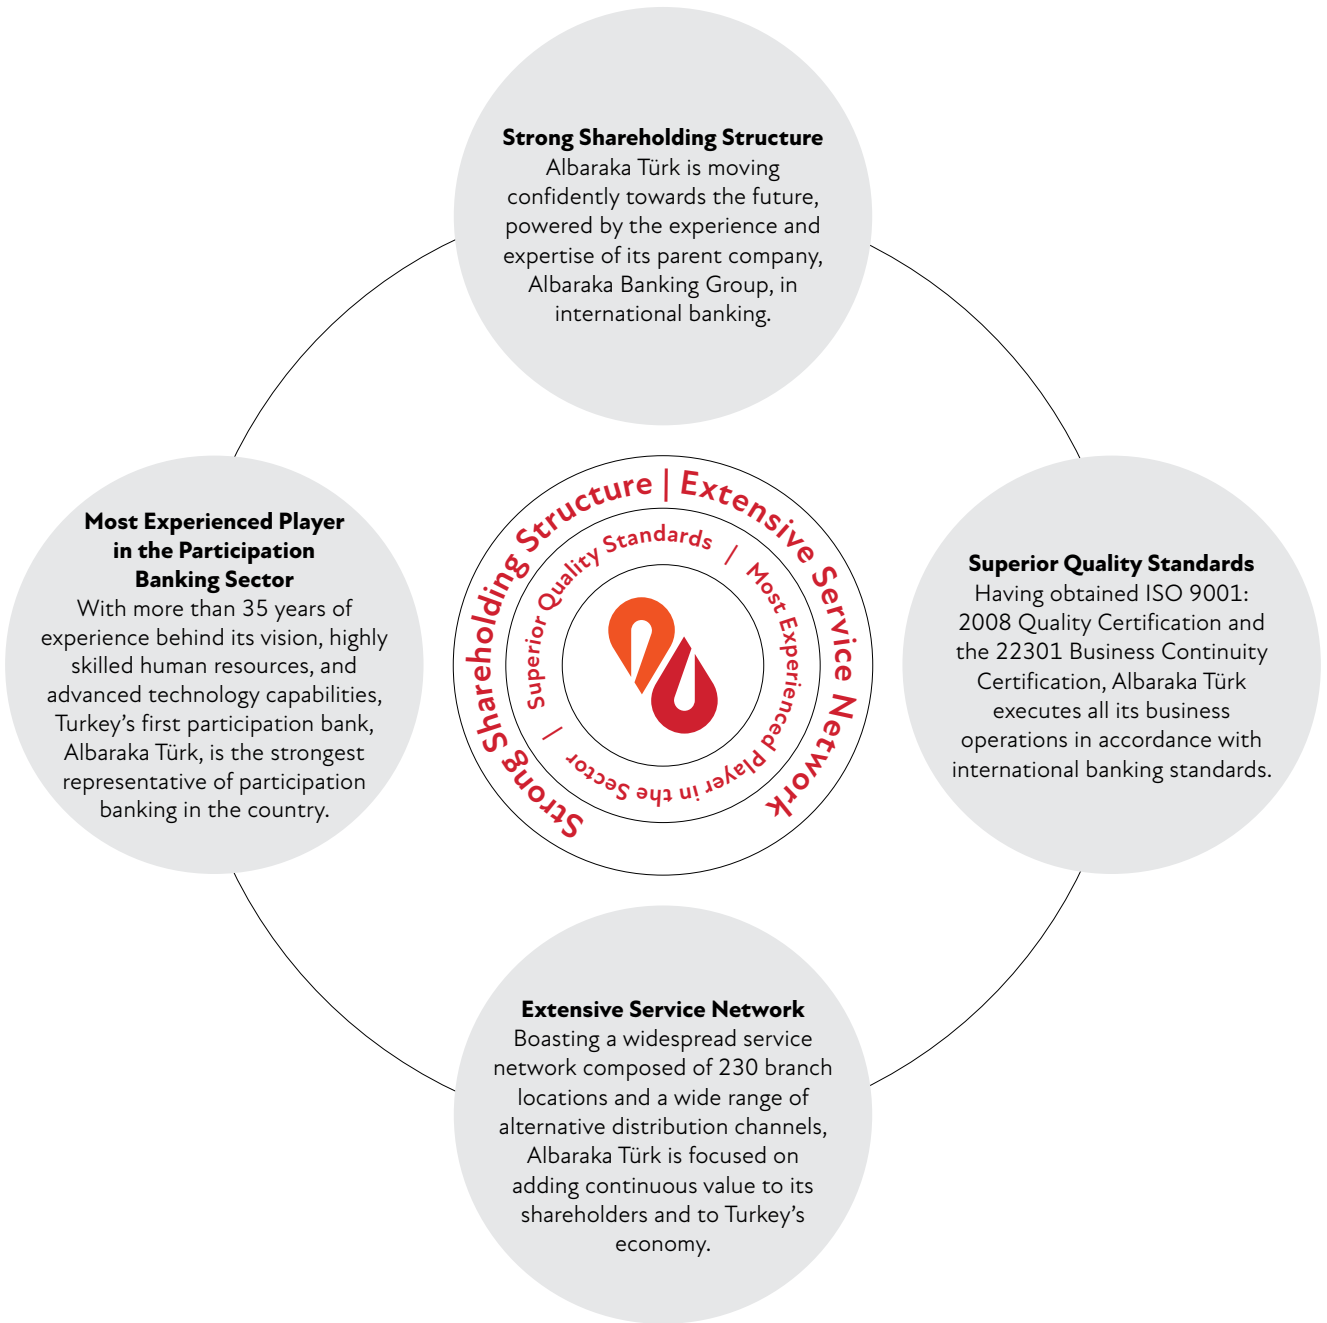 Strong Shareholding Structure
Albaraka Türk is moving
confidently towards the future,
powered by the experience and
expertise of its parent company,
Albaraka Banking Group, in
international banking.
Most Experienced Player
in the Participation
Banking Sector
With more than 35 years of
experience behind its vision, highly
skilled human resources, and
advanced technology capabilities,
Turkey's first participation bank,
Albaraka Türk, is the strongest
representative of participation
banking in the country.
Strong Shareholding Structure | Extensive Service Network
Superior Quality Standards | Most Experienced Player in the Sector |
Superior Quality Standards
Having obtained ISO 9001:
2008 Quality Certification and
the 22301 Business Continuity
Certification, Albaraka Türk
executes all its business
operations in accordance with
international banking standards.
Extensive Service Network
Boasting a widespread service
network composed of 230 branch
locations and a wide range of
alternative distribution channels,
Albaraka Türk is focused on
adding continuous value to its
shareholders and to Turkey's
economy.